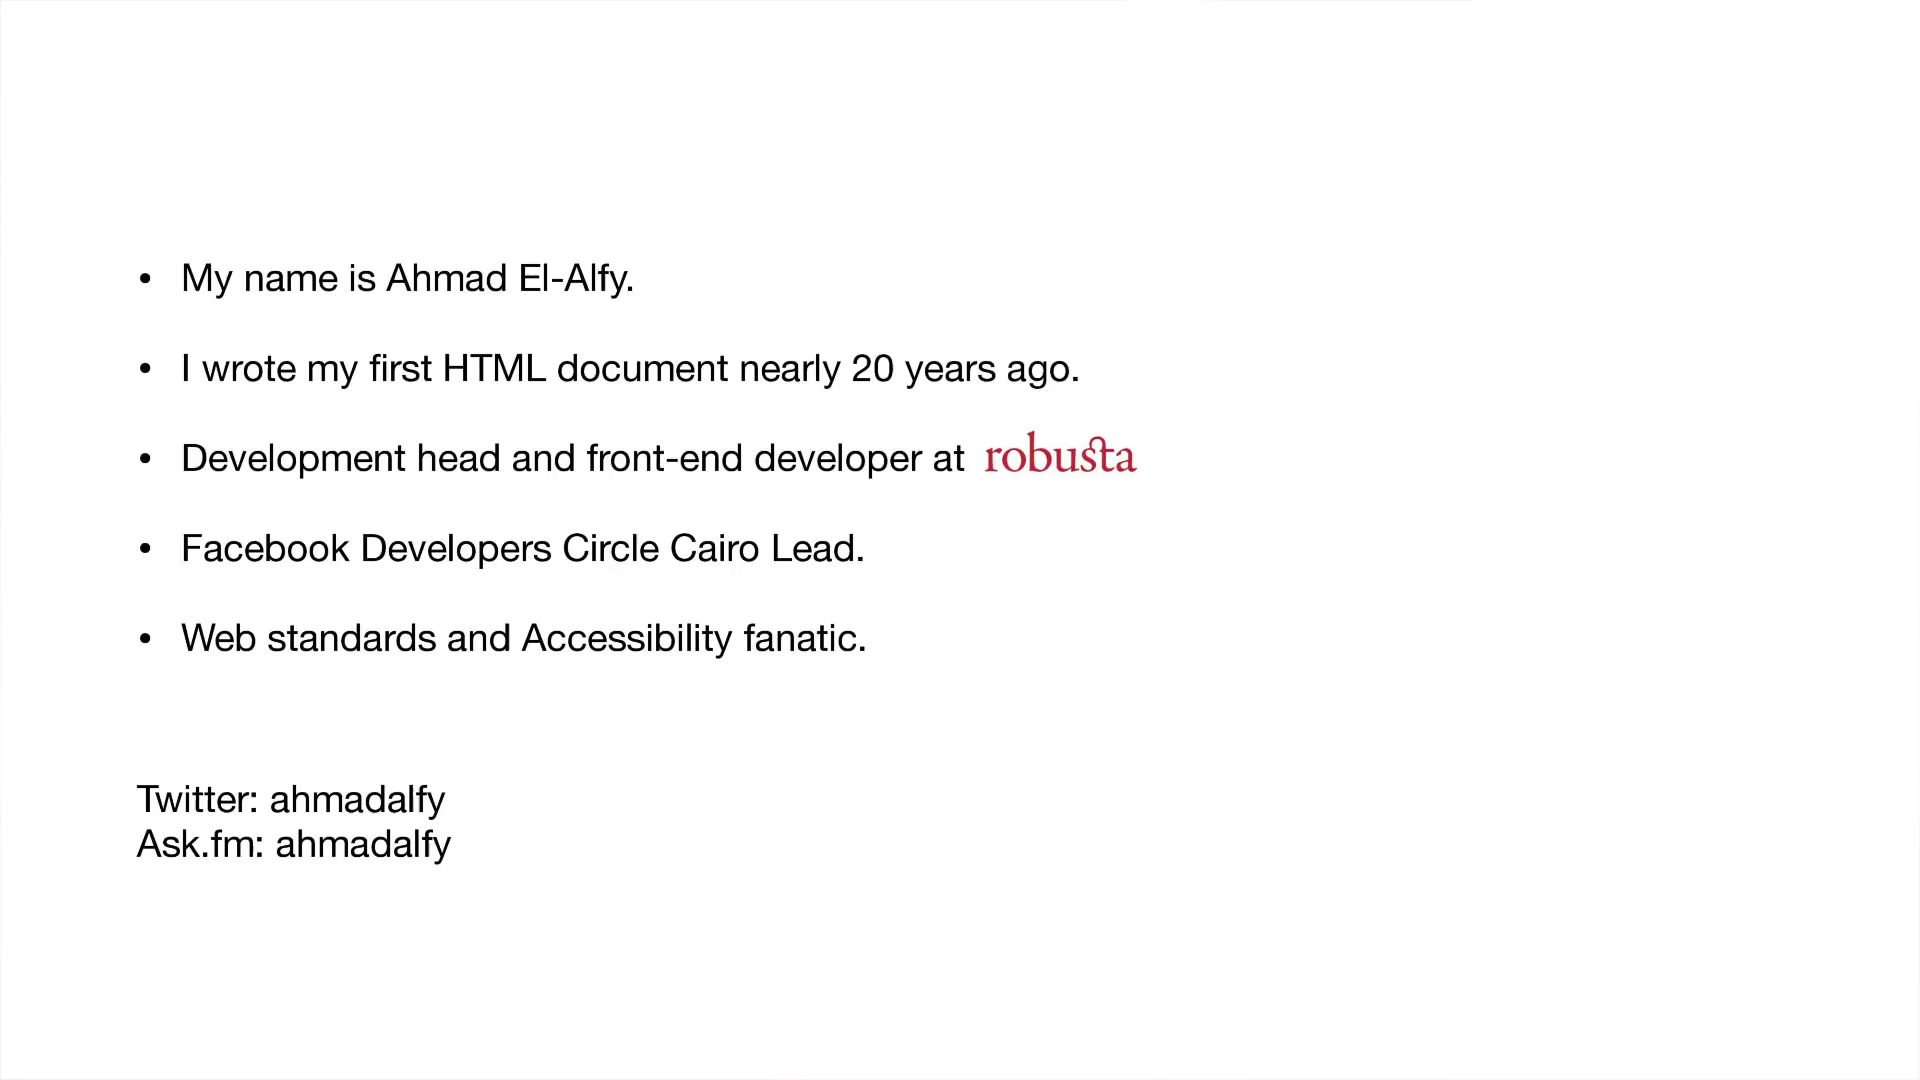 • My name is Ahmad El-Alfy.
• I wrote my first HTML document nearly 20 years ago.
• Development head and front-end developer at robusta
• Facebook Developers Circle Cairo Lead.
• Web standards and Accessibility fanatic.
Twitter: ahmadalfy
Ask.fm: ahmadalfy